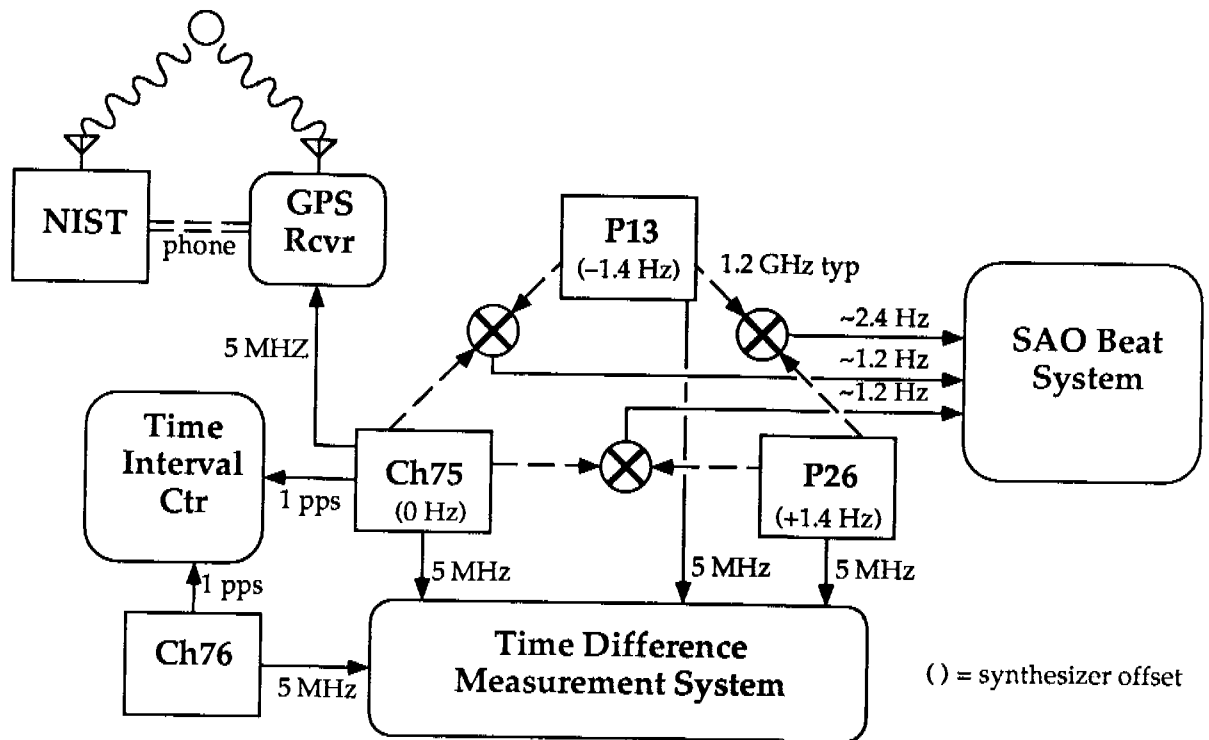 NIST
phone
GPS
Rcvr
P13
(–1.4 Hz)
1.2 GHz typ
~2.4 Hz
~1.2 Hz
~1.2 Hz
SAO Beat
System
5 MHZ
Time
Interval
Ctr
1 pps
Ch75
(0 Hz)
P26
(+1.4 Hz)
5 MHz
5 MHz
5 MHz
1 pps
Ch76
5 MHz
Time Difference
Measurement System
( ) = synthesizer offset